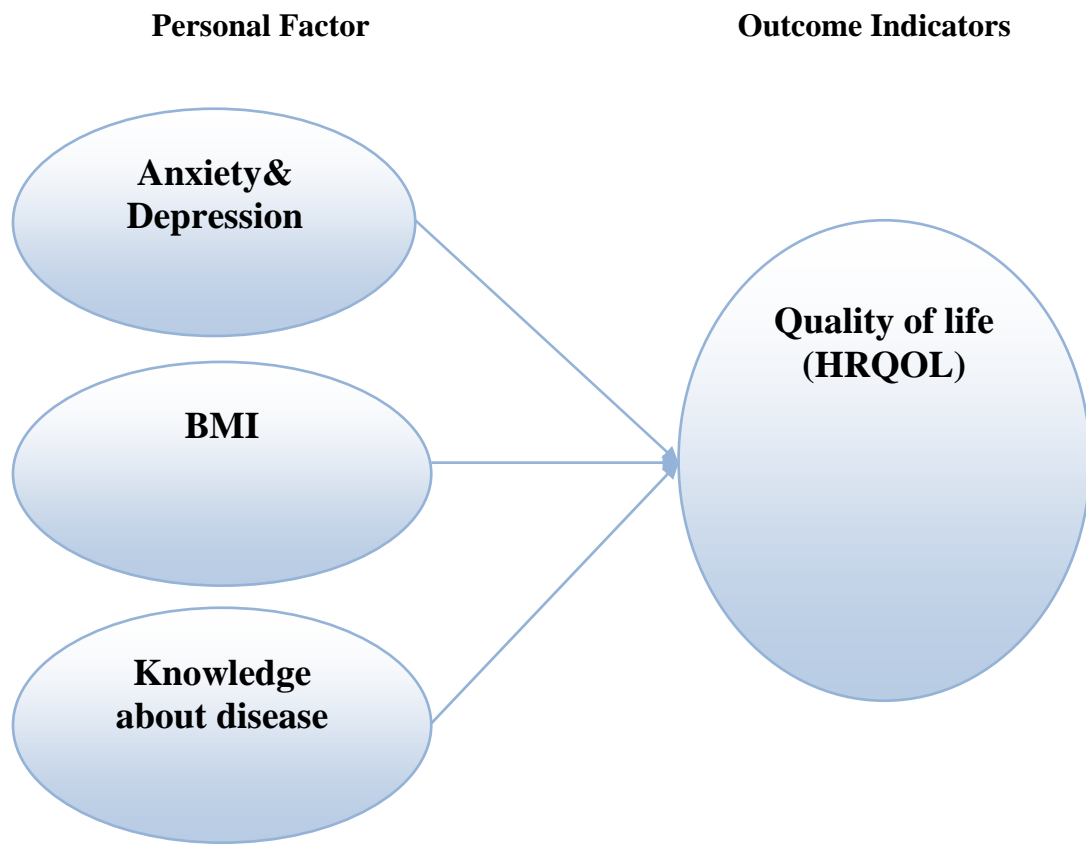 Personal Factor
Outcome Indicators
Anxiety&
Depression
BMI
Knowledge
about disease
Quality of life
(HRQOL)